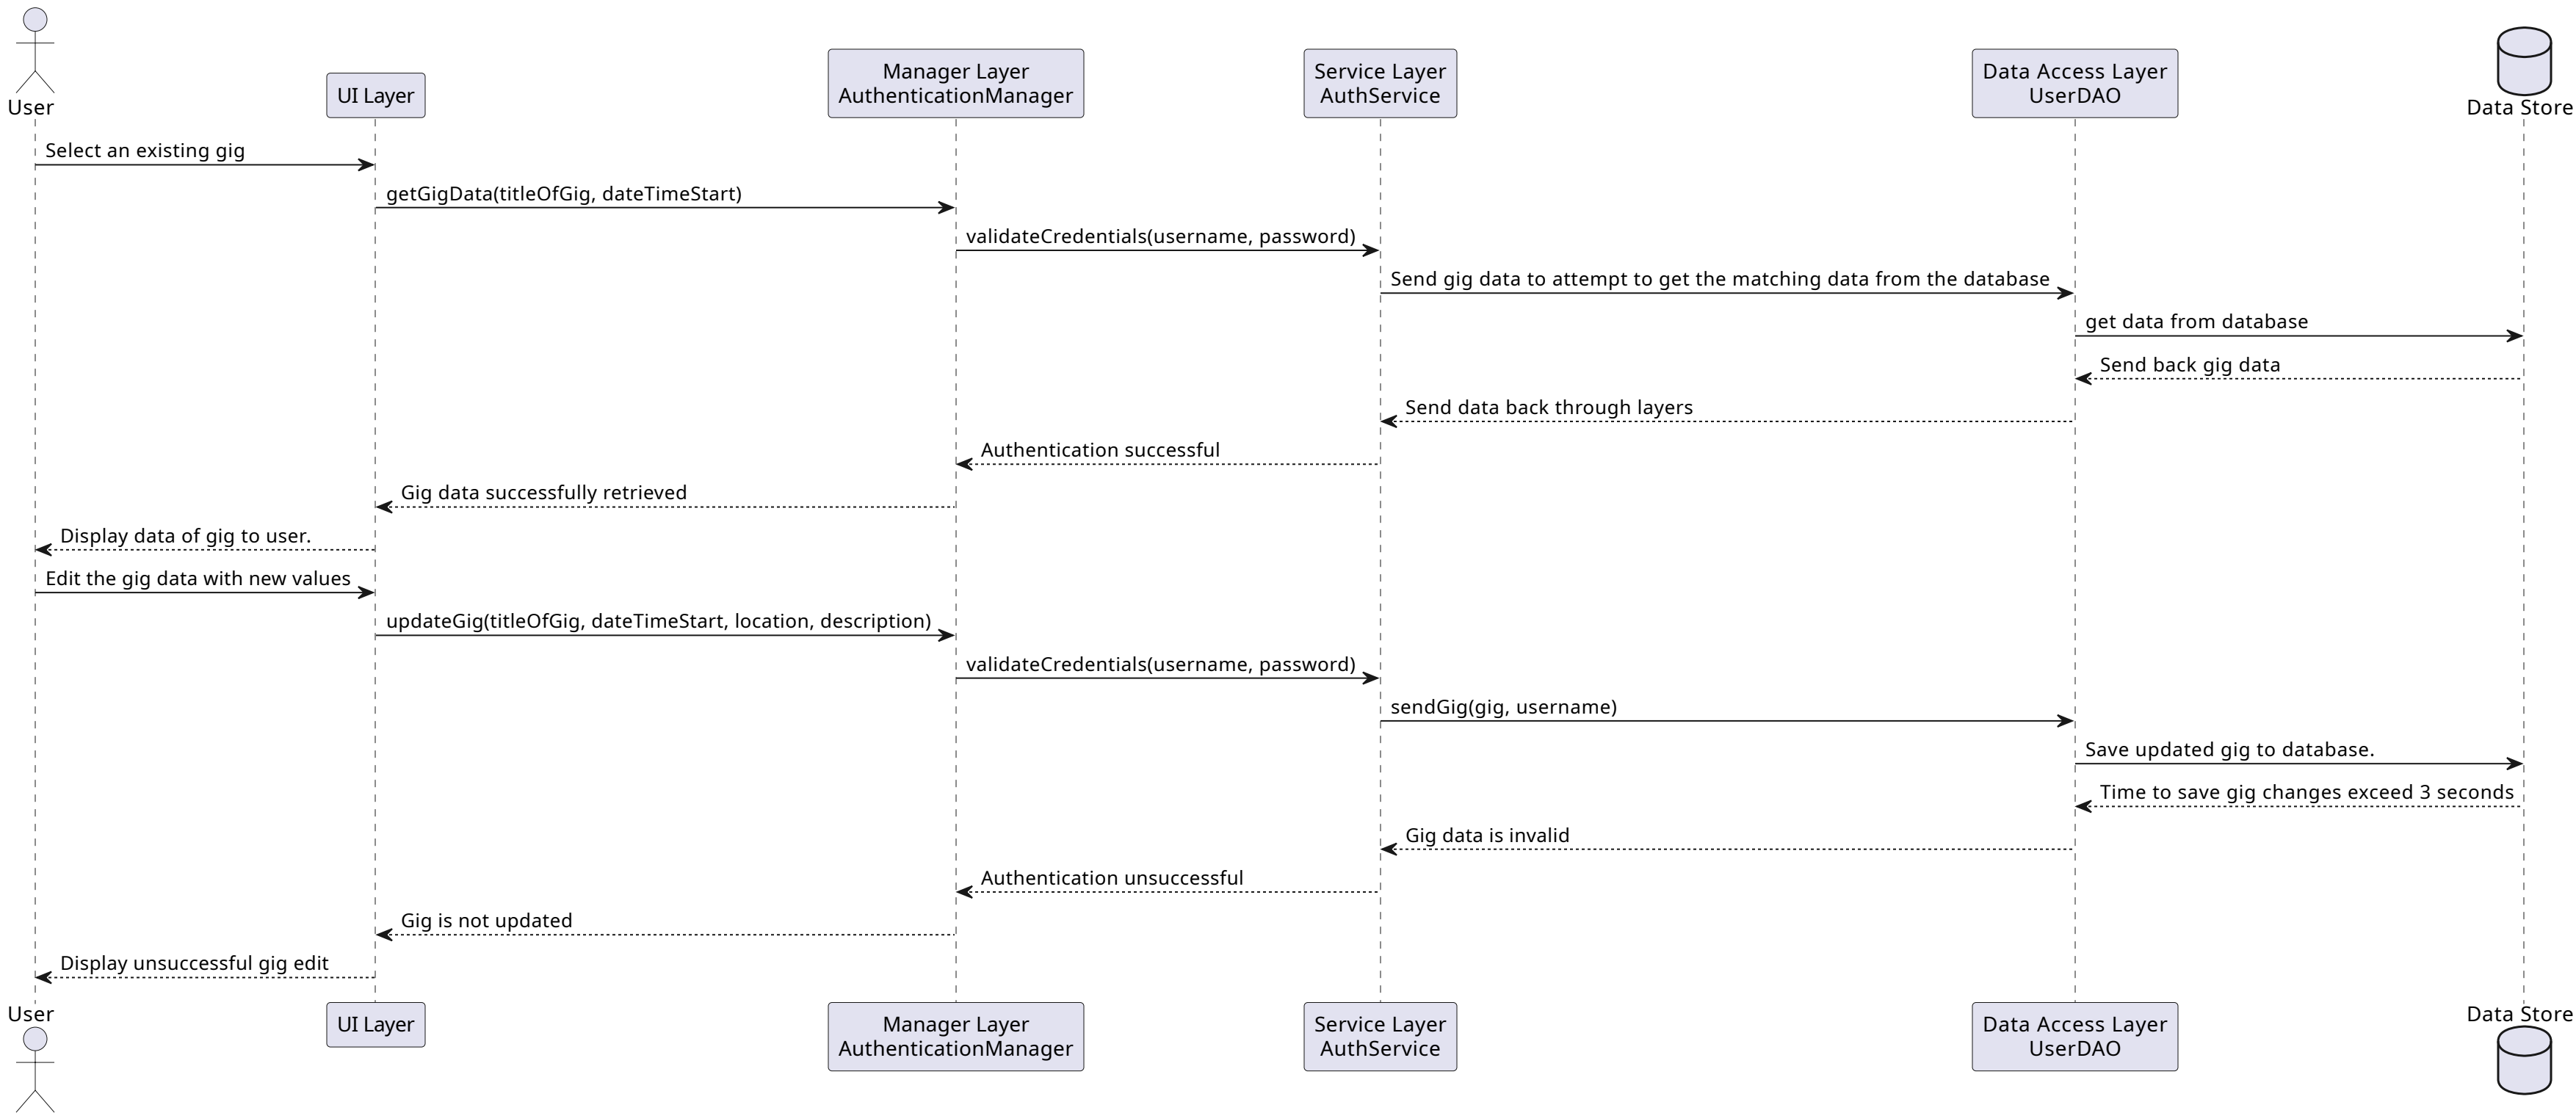 User
UI Layer
Manager Layer
AuthenticationManager
Service Layer
AuthService
Data Access Layer
UserDAO
Data Store
Select an existing gig
getGigData(titleOfGig, dateTimeStart)
validateCredentials(username, password)
Send gig data to attempt to get the matching data from the database
get data from database
Send back gig data
Send data back through layers
Authentication successful
Gig data successfully retrieved
Display data of gig to user.
Edit the gig data with new values
updateGig(titleOfGig, dateTimeStart, location, description)
validateCredentials(username, password)
sendGig(gig, username)
Save updated gig to database.
Time to save gig changes exceed 3 seconds
Gig data is invalid
Authentication unsuccessful
Gig is not updated
Display unsuccessful gig edit
User
UI Layer
Manager Layer
AuthenticationManager
Service Layer
AuthService
Data Access Layer
UserDAO
Data Store